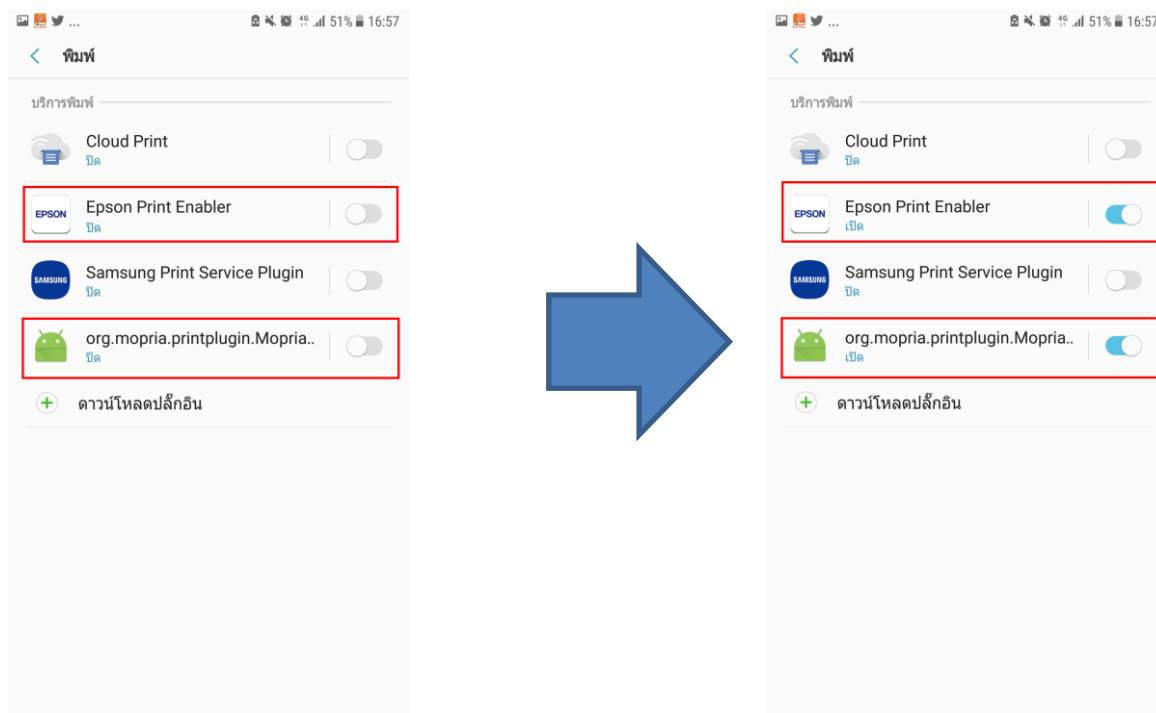 ... 51% 16:57
พิมพ์
บริการพิมพ์
Cloud Print
ปิด
EPSON
Epson Print Enabler
ปิด
SAMSUNG
Samsung Print Service Plugin
ปิด
org.mopria.printplugin.Mopria..
ปิด
ดาวน์โหลดปลั๊กอิน
... 4G 51% 16:57
พิมพ์
บริการพิมพ์
Cloud Print
ปิด
EPSON
Epson Print Enabler
เปิด
SAMSUNG
Samsung Print Service Plugin
ปิด
org.mopria.printplugin.Mopria..
เปิด
ดาวน์โหลดปลั๊กอิน